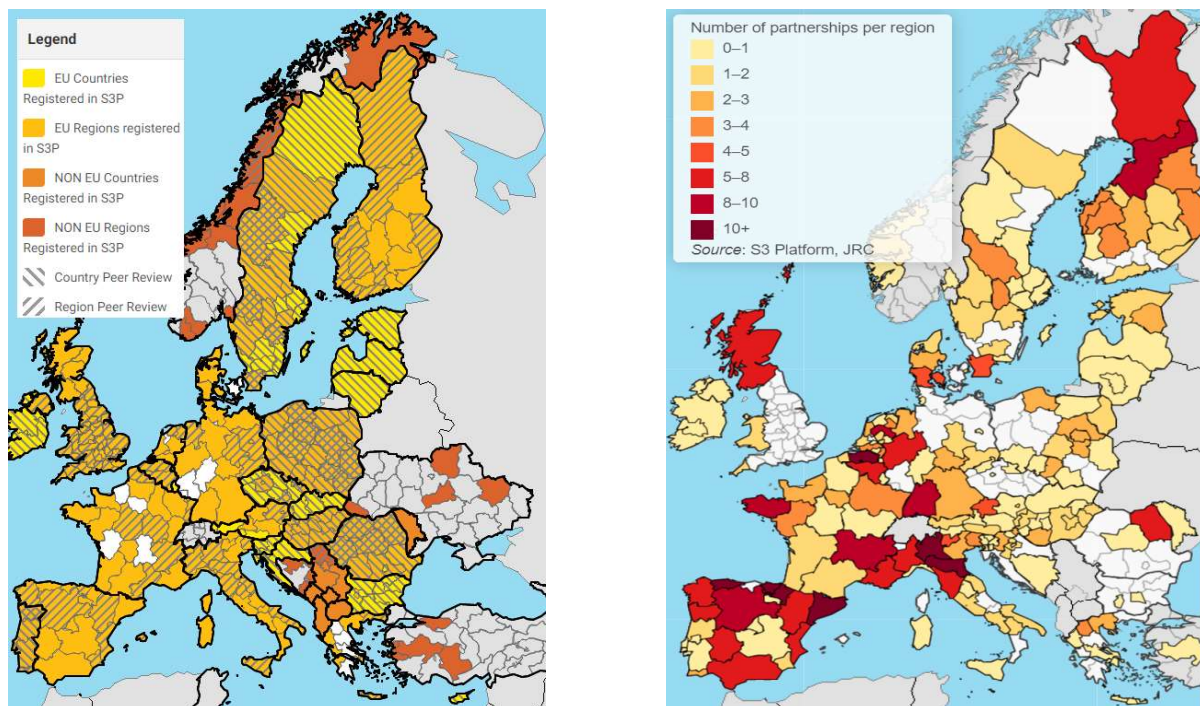 Legend
EU Countries
Registered in S3P
EU Regions registered
in S3P
NON EU Countries
Registered in S3P
NON EU Regions
Registered in S3P
Country Peer Review
Region Peer Review
Number of partnerships per region
0–1
1–2
2–3
3–4
4–5
5–8
8–10
10+
Source: S3 Platform, JRC